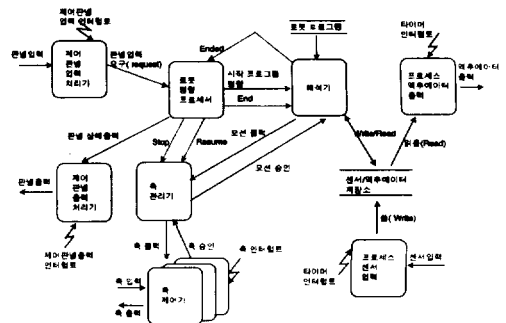 제어판넬
입력 인터럽트
판넬입력
제어
판넬
입력
처리기
판넬입력
요구( request)
로봇
명령
프로세서
Ended
시작 프로그램
명령
End
로봇 프로그램
해석기
타이머
인터럽트
프로세스
액추에이터
출력
액추에이터
출력
판넬 상태출력
Stop
Resume
모션 블럭
모션 승인
Write/Read
읽음(Read)
센서/액추에이터
저장소
판넬출력
제어
판넬
출력
처리기
제어판넬출력
인터럽트
축
관리기
축 블럭
축 승인
축 인터럽트
축 입력
축 출력
축
제어기
씀( Write)
타이머
인터럽트
프로세스
센서
입력
센서입력